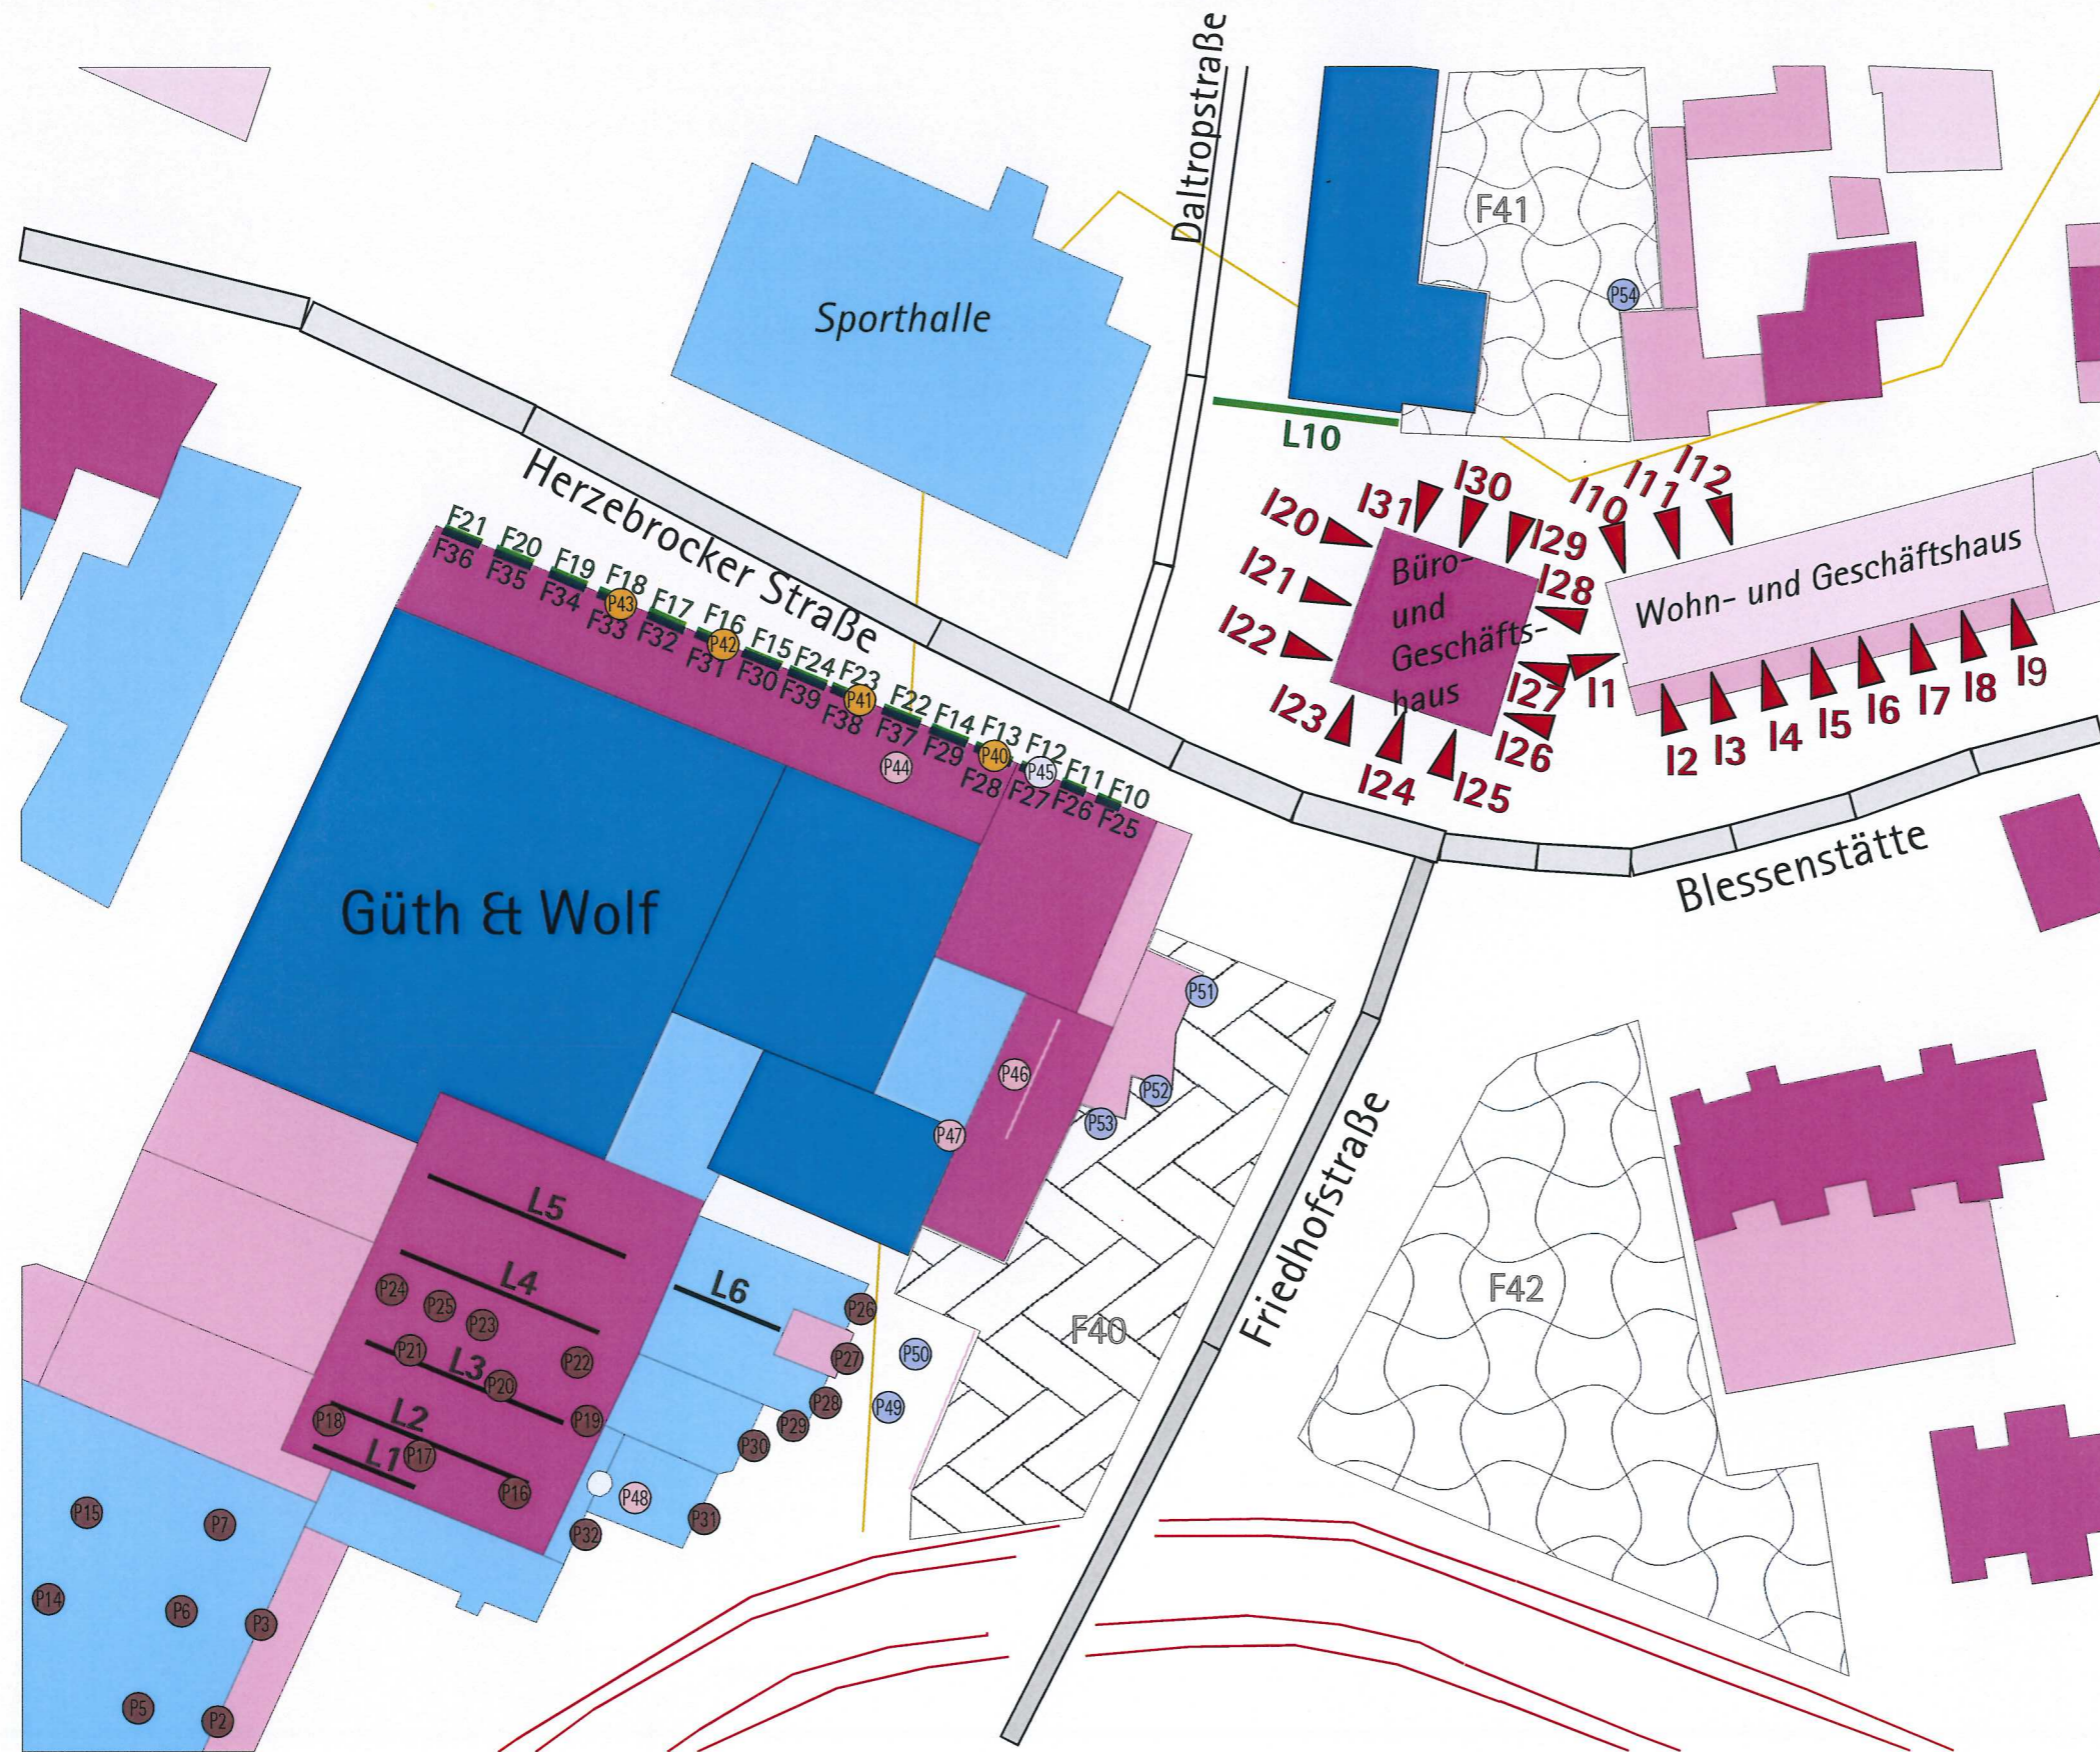 Daltropstraße
F41
P54
Sporthalle
L10
Herzebrocker Straße
I31
I30
I20
I29
I10
I11
I12
I21
I28
I22
Büro-
und
Geschäfts-
haus
Wohn- und Geschäftshaus
I27
I1
I23
I26
I24
I25
I2
I3
I4
I5
I6
I7
I8
I9
F21
F20
F19
F18
F17
F16
F15
F24
F23
F22
F14
F13
F12
F11
F10
F36
F35
F34
F33
F32
F31
F30
F39
F38
F37
F29
F28
F27
F26
F25
P43
P42
P41
P40
P45
P44
Blessenstätte
Güth & Wolf
P51
P46
P52
P53
P47
Friedhofstraße
L5
L4
L6
F42
F40
P24
P25
P23
P26
P21
L3
P22
P27
P50
P20
P28
P49
P18
L2
P19
P29
P30
L1
P17
P16
P48
P31
P32
P15
P7
P14
P6
P3
P5
P2